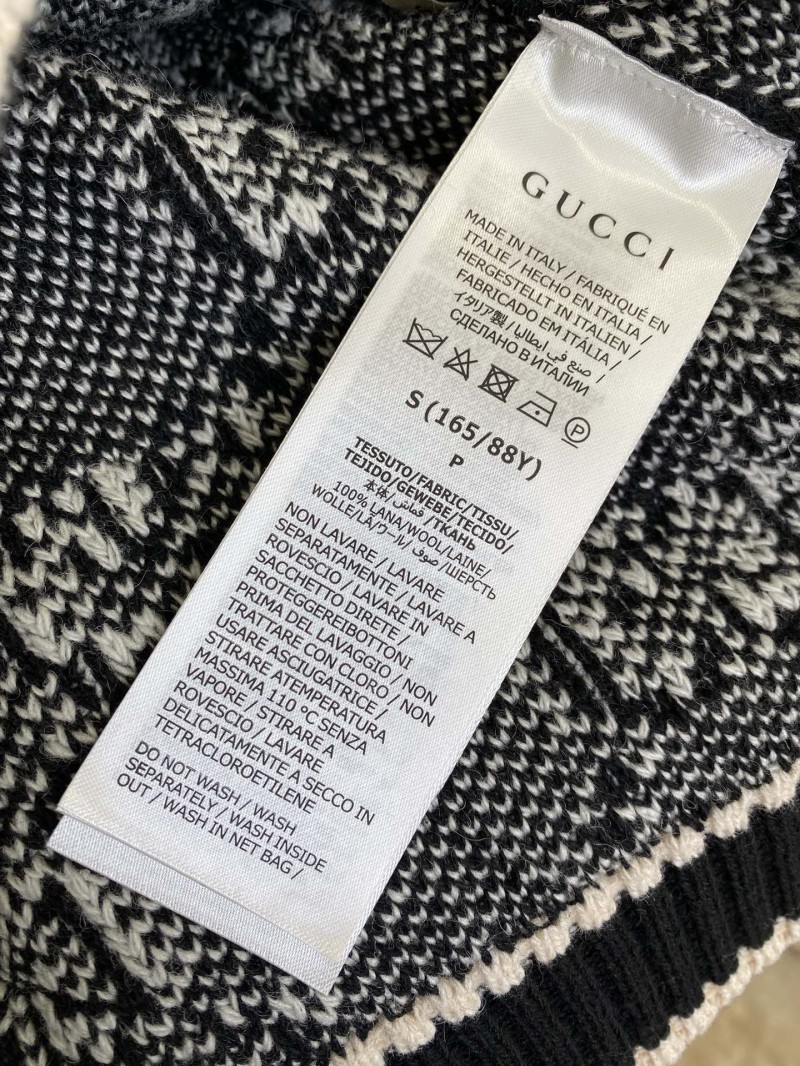 GUCCI
MADE IN ITALY / FABRIQUÉ EN
ITALIE / HECHO EN ITALIA /
HERGESTELLT IN ITALIEN /
FABRICADO EM ITÁLIA /
イタリア製 / صنع في ايطاليا /
СДЕЛАНО В ИТАЛИИ
P
S (165/88Y)
P
TESSUTO/FABRIC/TISSU/
TEJIDO/GEWEBE/TECIDO/
本体/ قماش /ТКАНЬ
100% LANA/WOOL/LAINE/
WOLLE/LÃ/ウール/ صوف /ШЕРСТЬ
NON LAVARE / LAVARE
SEPARATAMENTE / LAVARE A
ROVESCIO / LAVARE IN
SACCHETTO DIRETE /
PROTEGGEREIBOTTONI
PRIMA DEL LAVAGGIO / NON
TRATTARE CON CLORO / NON
USARE ASCIUGATRICE /
STIRARE ATEMPERATURA
MASSIMA 110 °C SENZA
VAPORE / STIRARE A
ROVESCIO / LAVARE
DELICATAMENTE A SECCO IN
TETRACLOROETILENE
DO NOT WASH / WASH
SEPARATELY / WASH INSIDE
OUT / WASH IN NET BAG /